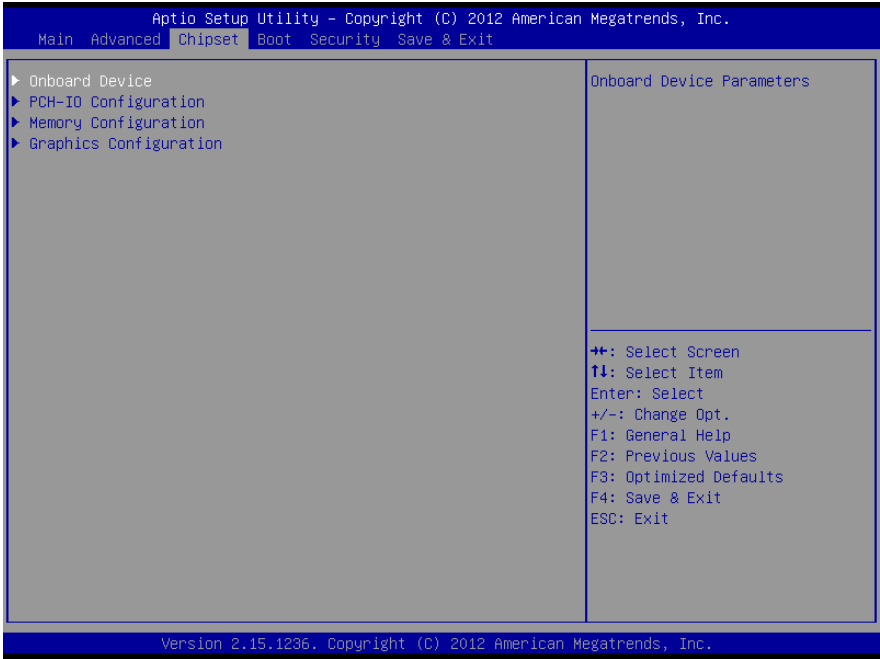 Aptio Setup Utility – Copyright (C) 2012 American Megatrends, Inc.
Main Advanced Chipset Boot Security Save & Exit
▶ Onboard Device
▶ PCH-IO Configuration
▶ Memory Configuration
▶ Graphics Configuration
Onboard Device Parameters
→←: Select Screen
↑↓: Select Item
Enter: Select
+/-: Change Opt.
F1: General Help
F2: Previous Values
F3: Optimized Defaults
F4: Save & Exit
ESC: Exit
Version 2.15.1236. Copyright (C) 2012 American Megatrends, Inc.